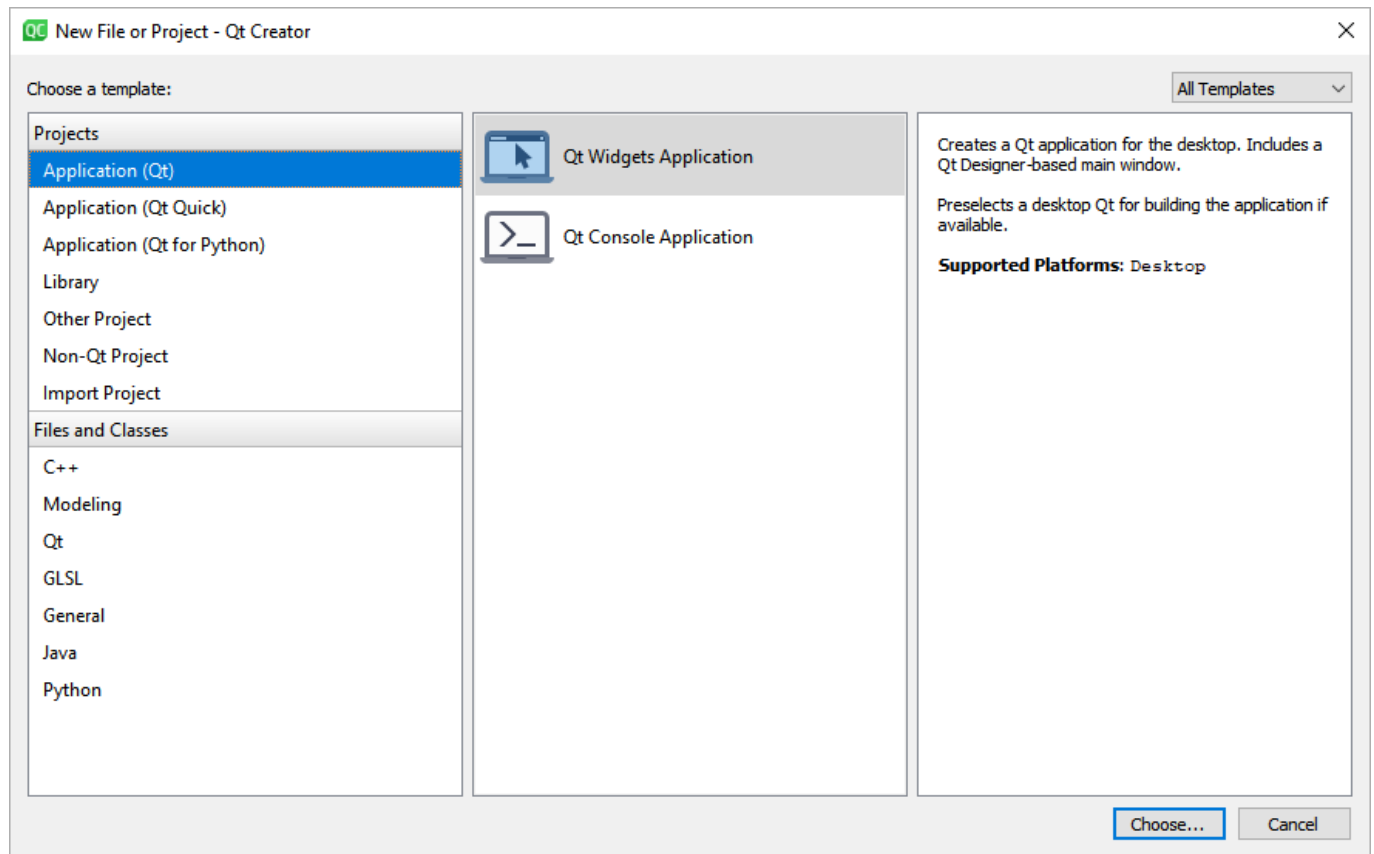 QC New File or Project - Qt Creator
Choose a template:
All Templates
Projects
Application (Qt)
Application (Qt Quick)
Application (Qt for Python)
Library
Other Project
Non-Qt Project
Import Project
Files and Classes
C++
Modeling
Qt
GLSL
General
Java
Python
Qt Widgets Application
Qt Console Application
Creates a Qt application for the desktop. Includes a
Qt Designer-based main window.
Preselects a desktop Qt for building the application if
available.
Supported Platforms: Desktop
Choose...
Cancel